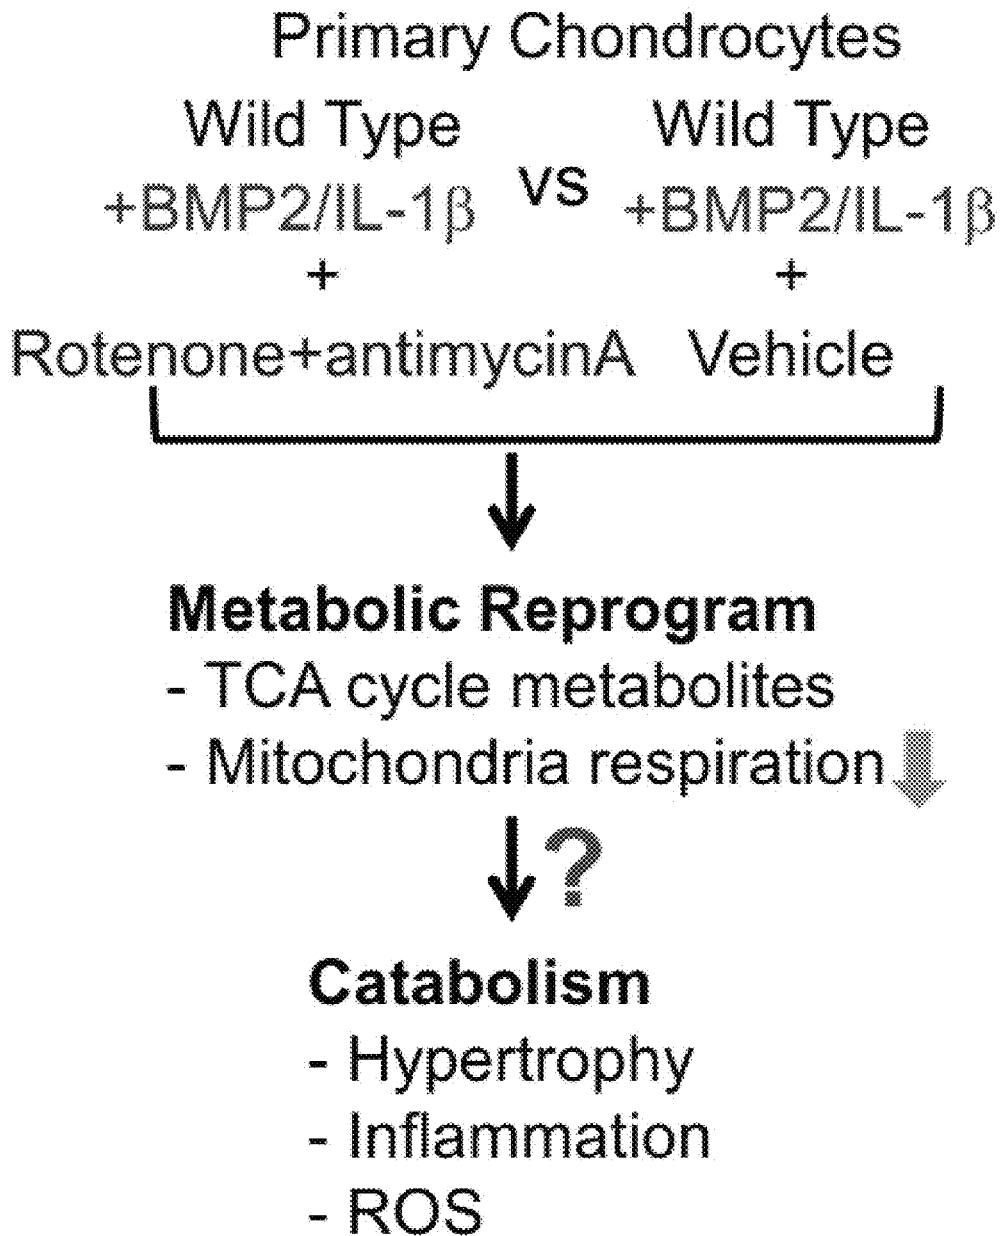 Primary Chondrocytes
Wild Type vs Wild Type
+BMP2/IL-1β +BMP2/IL-1β
+ +
Rotenone+antimycinA Vehicle
Metabolic Reprogram
- TCA cycle metabolites
- Mitochondria respiration
?
Catabolism
- Hypertrophy
- Inflammation
- ROS